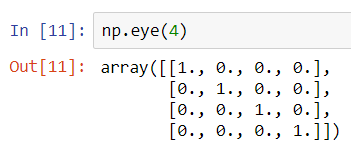 In [11]: np.eye(4)
Out[11]: array([[1., 0., 0., 0.],
[0., 1., 0., 0.],
[0., 0., 1., 0.],
[0., 0., 0., 1.]])